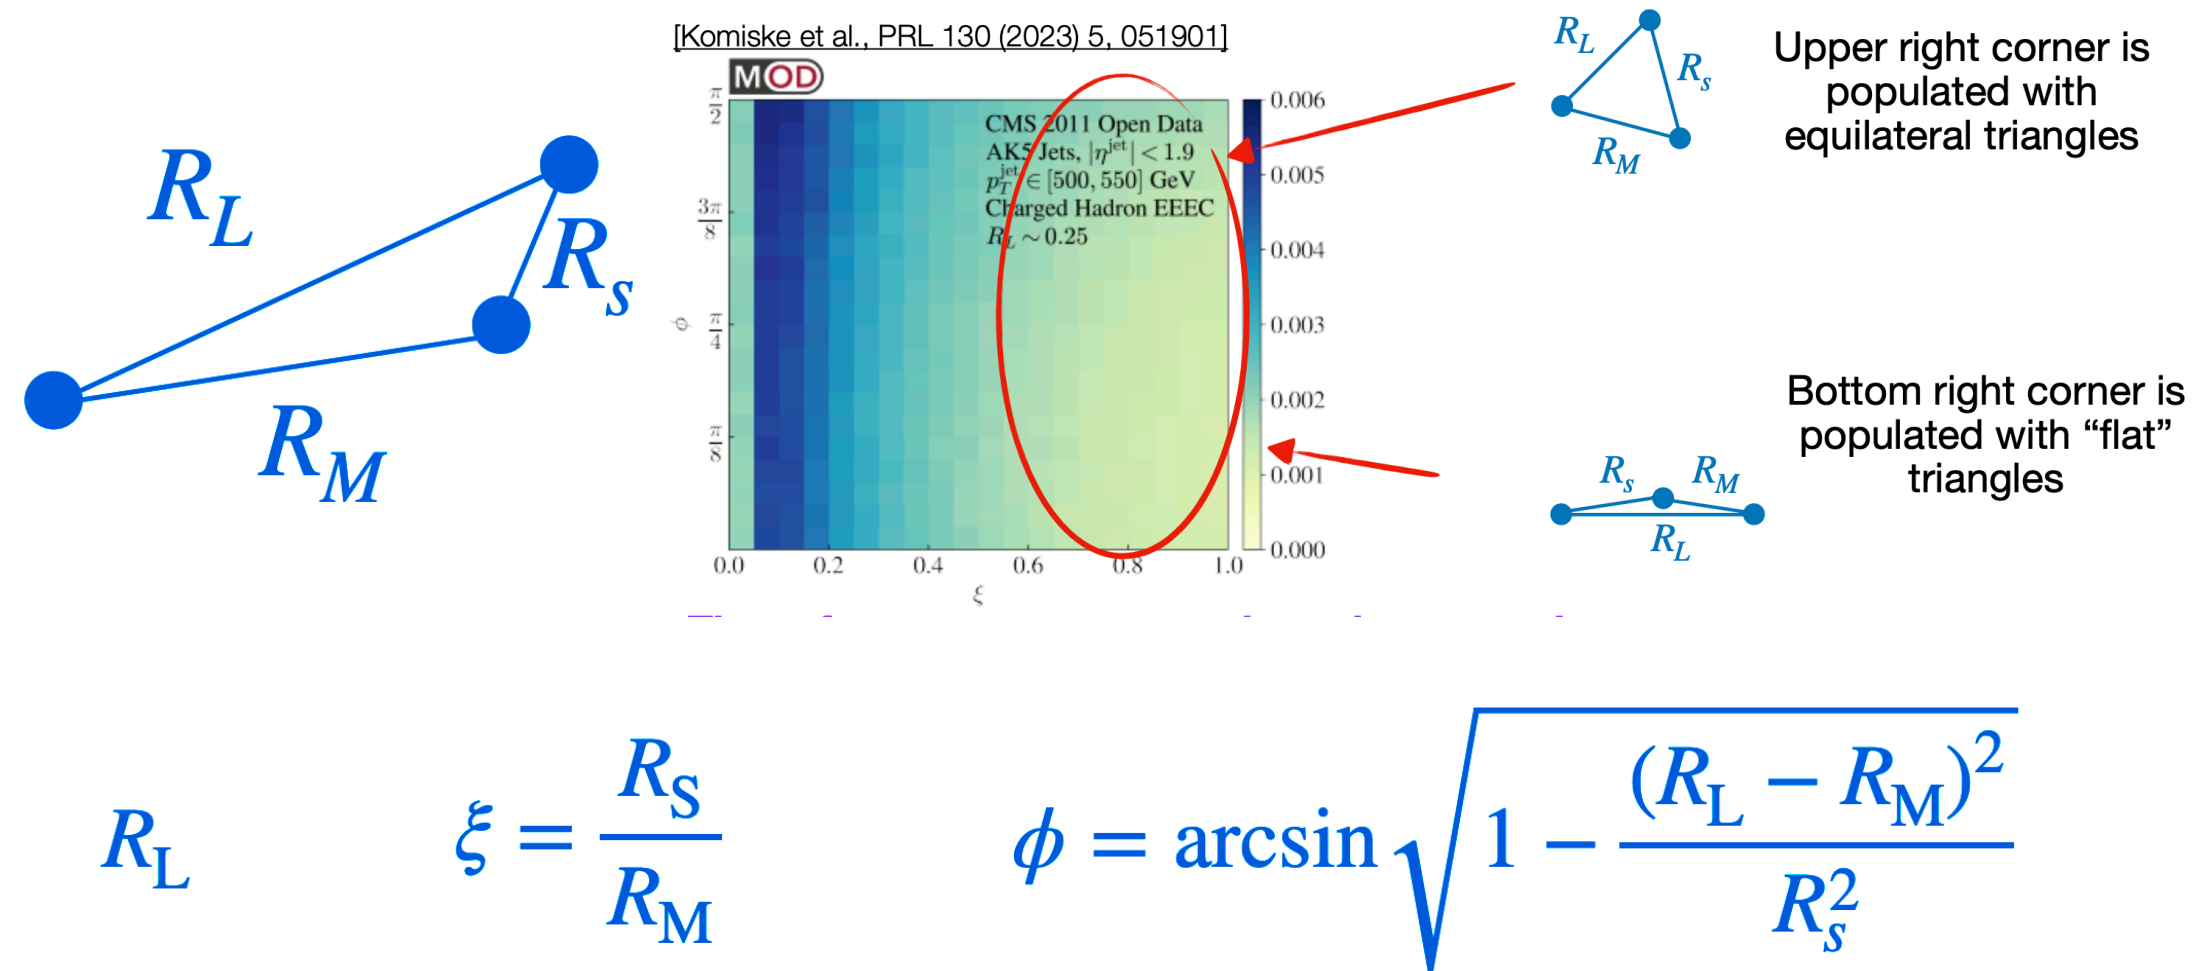 [Komiske et al., PRL 130 (2023) 5, 051901]
MOD
R_L
R_s
R_M
π/2
3π/8
π/4
π/8
ϕ
CMS 2011 Open Data
AK5 Jets, |η^jet| < 1.9
p_T^jet ∈ [500, 550] GeV
Charged Hadron EEEC
R_L ~ 0.25
0.0 0.2 0.4 0.6 0.8 1.0
ξ
0.006
0.005
0.004
0.003
0.002
0.001
0.000
R_L
R_s
R_M
Upper right corner is
populated with
equilateral triangles
Bottom right corner is
populated with “flat”
triangles
R_s R_M
R_L
R_L
ξ = R_S / R_M
ϕ = arcsin √(1 − (R_L − R_M)² / R_s²)